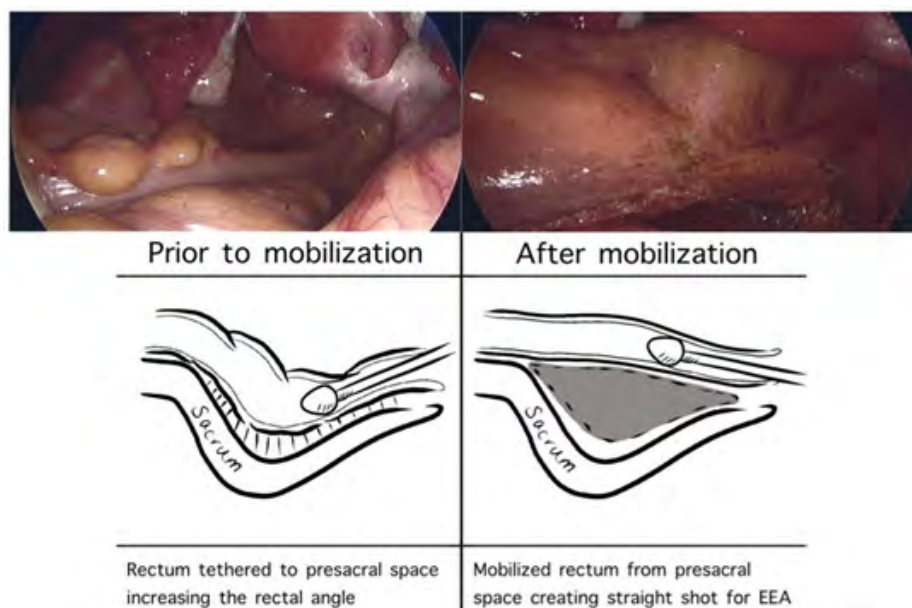 Prior to mobilization
After mobilization
Sacrum
Sacrum
Rectum tethered to presacral space
increasing the rectal angle
Mobilized rectum from presacral
space creating straight shot for EEA